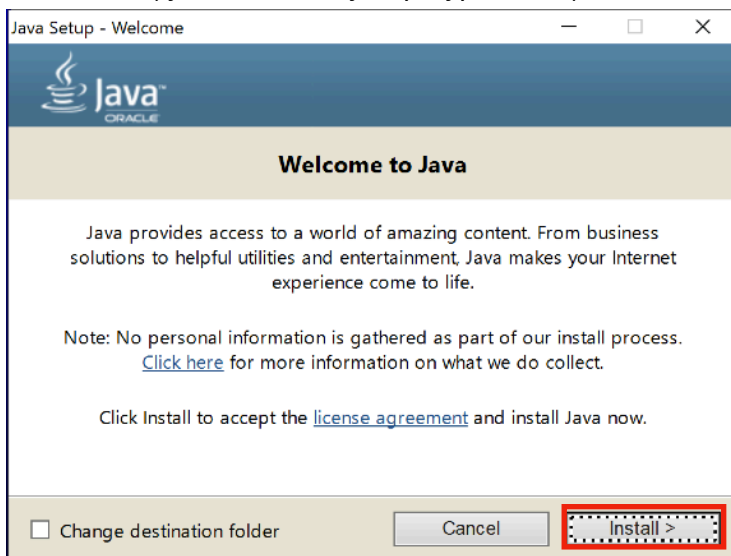 Java Setup - Welcome
Java™
ORACLE
Welcome to Java
Java provides access to a world of amazing content. From business
solutions to helpful utilities and entertainment, Java makes your Internet
experience come to life.
Note: No personal information is gathered as part of our install process.
Click here for more information on what we do collect.
Click Install to accept the license agreement and install Java now.
Change destination folder
Cancel
Install >